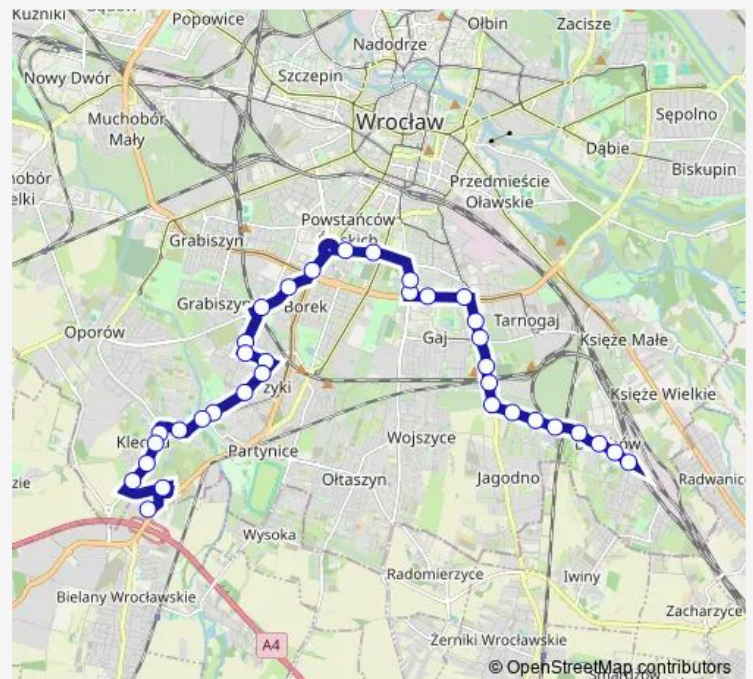 Kuźniki
Popowice
Ołbin
Zacisze
Nadodrze
Nowy Dwór
Szczepin
Muchobór
Mały
Wrocław
Sępolno
Dąbie
Biskupin
Przedmieście
Oławskie
Powstańców
Grabiszyn
Grabiszyn
Borek
Tarnogaj
Oporów
Gaj
Księże Małe
Księże Wielkie
Partynice
Wojszyce
Ołtaszyn
Jagodno
Wysoka
Radomierzyce
Iwiny
Bielany Wrocławskie
Zacharzyce
A4
Żerniki Wrocławskie
© OpenStreetMap contributors